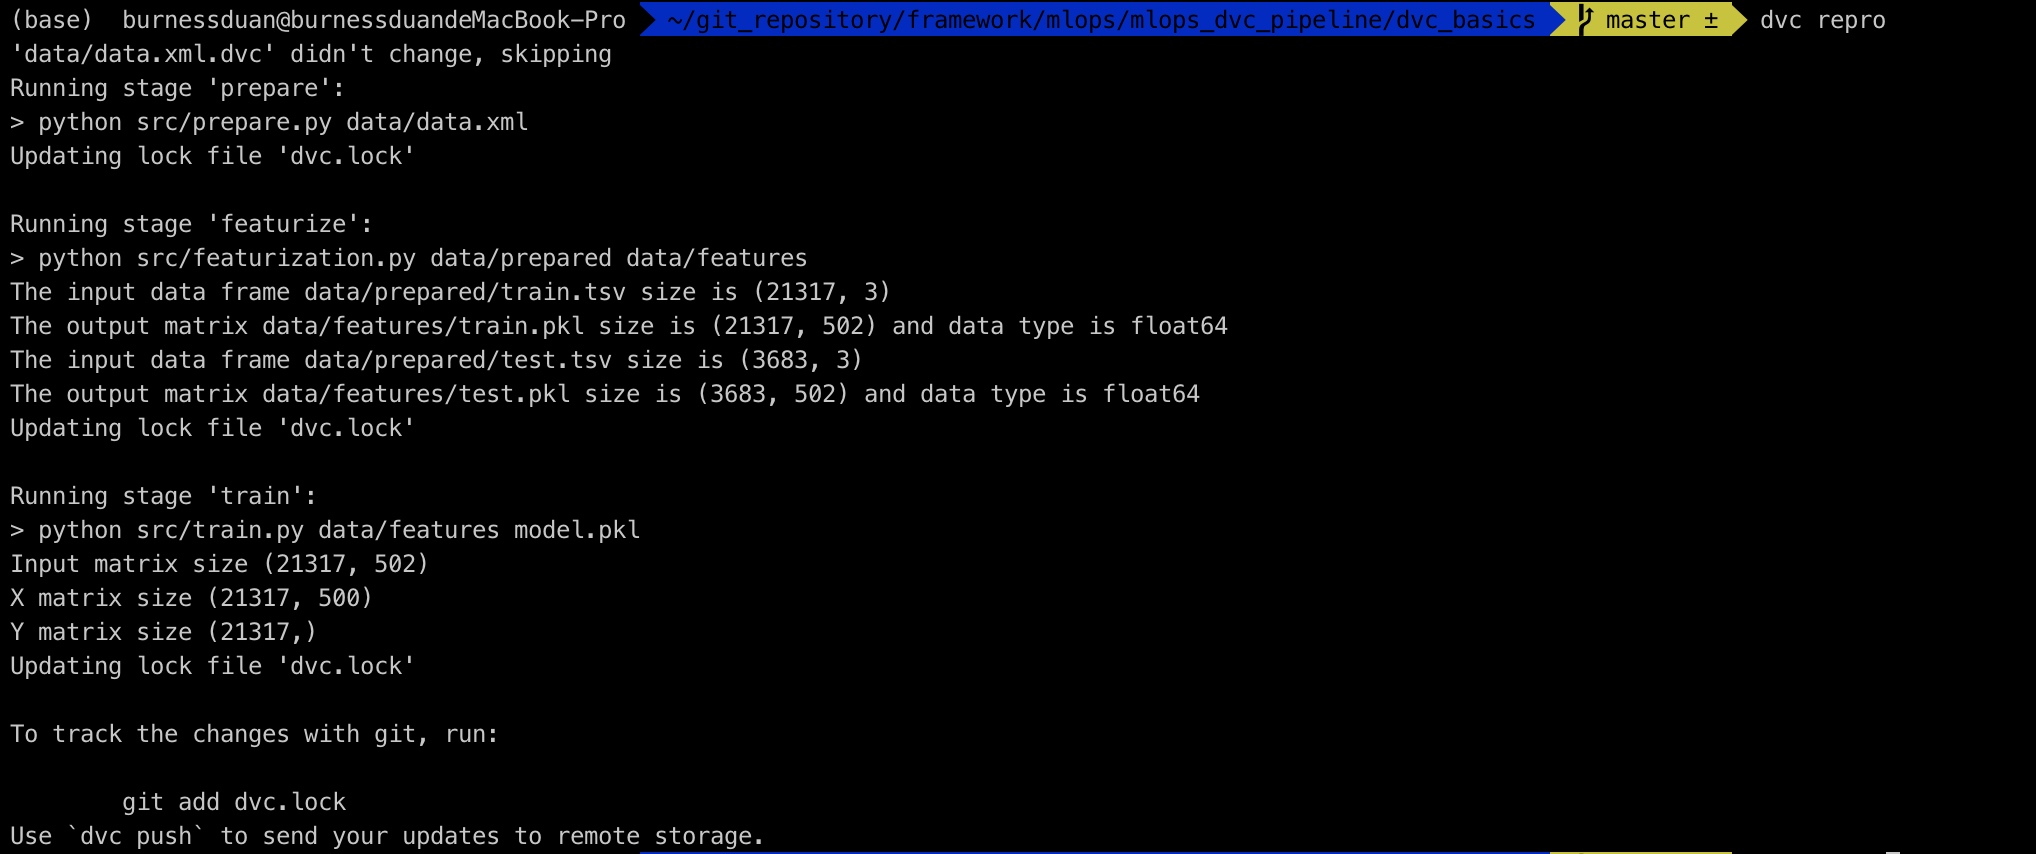 (base) burnessduan@burnessduandeMacBook-Pro ~/git_repository/framework/mlops/mlops_dvc_pipeline/dvc_basics master ± dvc repro
'data/data.xml.dvc' didn't change, skipping
Running stage 'prepare':
> python src/prepare.py data/data.xml
Updating lock file 'dvc.lock'
Running stage 'featurize':
> python src/featurization.py data/prepared data/features
The input data frame data/prepared/train.tsv size is (21317, 3)
The output matrix data/features/train.pkl size is (21317, 502) and data type is float64
The input data frame data/prepared/test.tsv size is (3683, 3)
The output matrix data/features/test.pkl size is (3683, 502) and data type is float64
Updating lock file 'dvc.lock'
Running stage 'train':
> python src/train.py data/features model.pkl
Input matrix size (21317, 502)
X matrix size (21317, 500)
Y matrix size (21317,)
Updating lock file 'dvc.lock'
To track the changes with git, run:
git add dvc.lock
Use `dvc push` to send your updates to remote storage.